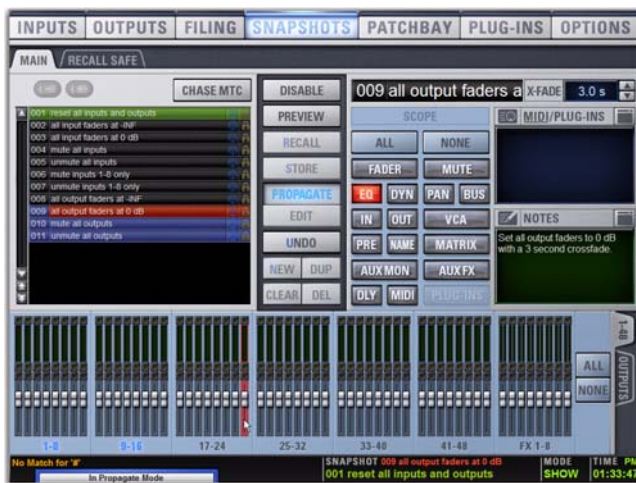 INPUTS OUTPUTS FILING SNAPSHOTS PATCHBAY PLUG-INS OPTIONS
MAIN RECALL SAFE
CHASE MTC
001 reset all inputs and outputs
002 all input faders at -INF
003 all input faders at 0 dB
004 mute all inputs
005 unmute all inputs
006 mute inputs 1-8 only
007 unmute inputs 1-8 only
008 all output faders at -INF
009 all output faders at 0 dB
010 mute all outputs
011 unmute all outputs
DISABLE
PREVIEW
RECALL
STORE
PROPAGATE
EDIT
UNDO
NEW DUP
CLEAR DEL
009 all output faders a X-FADE 3.0 s
SCOPE
ALL NONE
FADER MUTE
EQ DYN PAN BUS
IN OUT VCA
PRE NAME MATRIX
AUX MON AUX FX
DLY MIDI PLUG-INS
MIDI/PLUG-INS
NOTES
Set all output faders to 0 dB
with a 3 second crossfade.
1-8 9-16 17-24 25-32 33-40 41-48 FX 1-8
ALL
NONE
1-48
OUTPUTS
No Match for '#'
In Propagate Mode
SNAPSHOT 009 all output faders at 0 dB
001 reset all inputs and outputs
MODE
SHOW
TIME PM
01:33:47